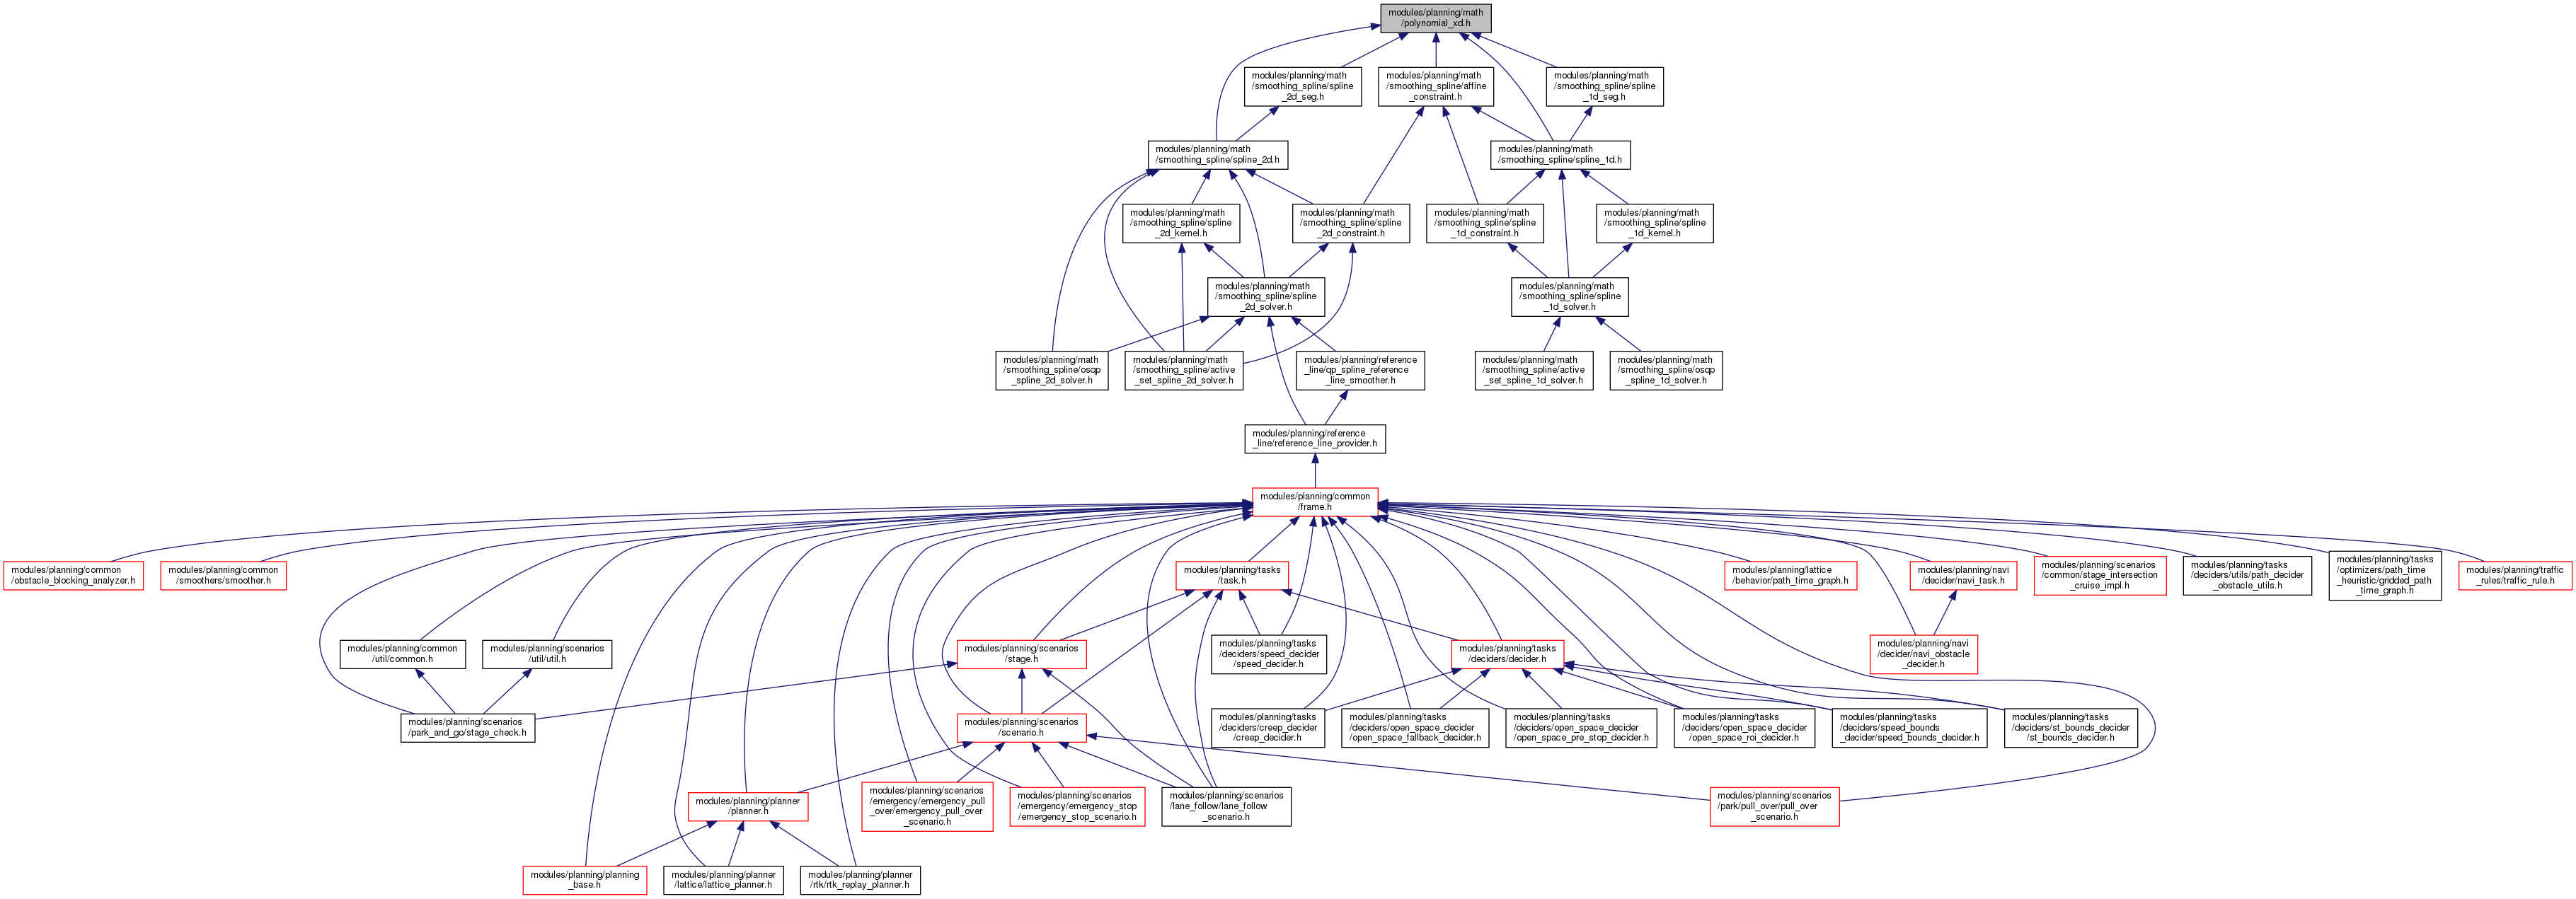 modules/planning/math
/polynomial_xd.h
modules/planning/math
/smoothing_spline/spline
_2d_seg.h
modules/planning/math
/smoothing_spline/affine
_constraint.h
modules/planning/math
/smoothing_spline/spline
_1d_seg.h
modules/planning/math
/smoothing_spline/spline_2d.h
modules/planning/math
/smoothing_spline/spline_1d.h
modules/planning/math
/smoothing_spline/spline
_2d_kernel.h
modules/planning/math
/smoothing_spline/spline
_2d_constraint.h
modules/planning/math
/smoothing_spline/spline
_1d_constraint.h
modules/planning/math
/smoothing_spline/spline
_1d_kernel.h
modules/planning/math
/smoothing_spline/spline
_2d_solver.h
modules/planning/math
/smoothing_spline/spline
_1d_solver.h
modules/planning/math
/smoothing_spline/osqp
_spline_2d_solver.h
modules/planning/math
/smoothing_spline/active
_set_spline_2d_solver.h
modules/planning/reference
_line/qp_spline_reference
_line_smoother.h
modules/planning/math
/smoothing_spline/active
_set_spline_1d_solver.h
modules/planning/math
/smoothing_spline/osqp
_spline_1d_solver.h
modules/planning/reference
_line/reference_line_provider.h
modules/planning/common
/frame.h
modules/planning/common
/obstacle_blocking_analyzer.h
modules/planning/common
/smoothers/smoother.h
modules/planning/tasks
/task.h
modules/planning/lattice
/behavior/path_time_graph.h
modules/planning/navi
/decider/navi_task.h
modules/planning/scenarios
/common/stage_intersection
_cruise_impl.h
modules/planning/tasks
/deciders/utils/path_decider
_obstacle_utils.h
modules/planning/tasks
/optimizers/path_time
_heuristic/gridded_path
_time_graph.h
modules/planning/traffic
_rules/traffic_rule.h
modules/planning/common
/util/common.h
modules/planning/scenarios
/util/util.h
modules/planning/scenarios
/stage.h
modules/planning/tasks
/deciders/speed_decider
/speed_decider.h
modules/planning/tasks
/deciders/decider.h
modules/planning/navi
/decider/navi_obstacle
_decider.h
modules/planning/scenarios
/park_and_go/stage_check.h
modules/planning/scenarios
/scenario.h
modules/planning/tasks
/deciders/creep_decider
/creep_decider.h
modules/planning/tasks
/deciders/open_space_decider
/open_space_fallback_decider.h
modules/planning/tasks
/deciders/open_space_decider
/open_space_pre_stop_decider.h
modules/planning/tasks
/deciders/open_space_decider
/open_space_roi_decider.h
modules/planning/tasks
/deciders/speed_bounds
_decider/speed_bounds_decider.h
modules/planning/tasks
/deciders/st_bounds_decider
/st_bounds_decider.h
modules/planning/planner
/planner.h
modules/planning/scenarios
/emergency/emergency_pull
_over/emergency_pull_over
_scenario.h
modules/planning/scenarios
/emergency/emergency_stop
/emergency_stop_scenario.h
modules/planning/scenarios
/lane_follow/lane_follow
_scenario.h
modules/planning/scenarios
/park/pull_over/pull_over
_scenario.h
modules/planning/planning
_base.h
modules/planning/planner
/lattice/lattice_planner.h
modules/planning/planner
/rtk/rtk_replay_planner.h